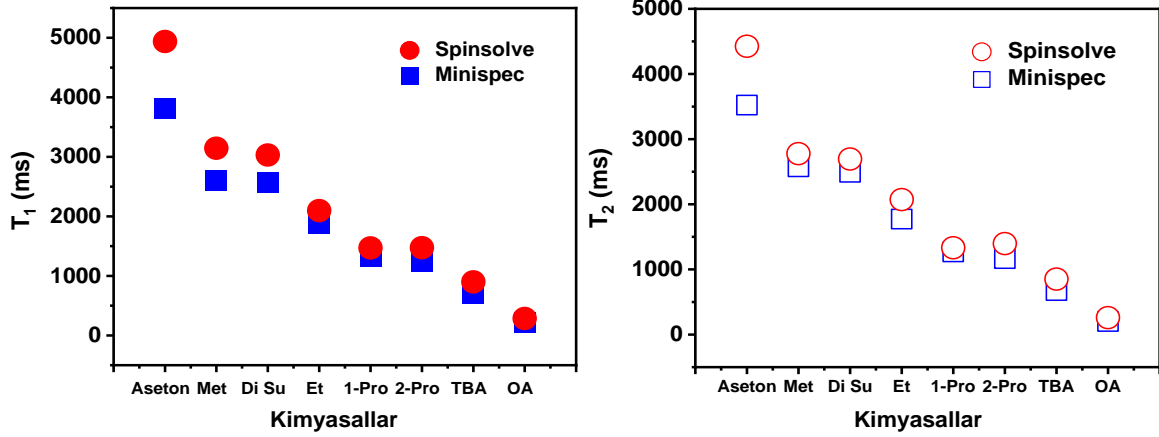 5000
4000
3000
2000
1000
0
T₁ (ms)
Spinsolve
Minispec
Aseton Met Di Su Et 1-Pro 2-Pro TBA OA
Kimyasallar
5000
4000
3000
2000
1000
0
T₂ (ms)
Spinsolve
Minispec
Aseton Met Di Su Et 1-Pro 2-Pro TBA OA
Kimyasallar